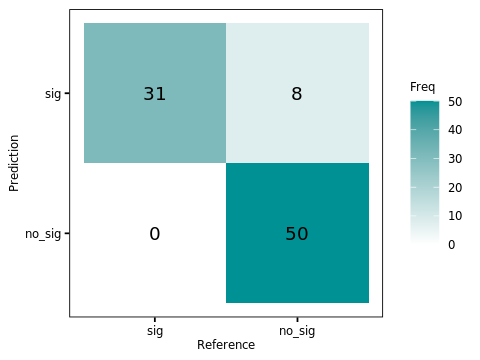 Prediction
sig
no_sig
31
8
0
50
sig
no_sig
Reference
Freq
50
40
30
20
10
0